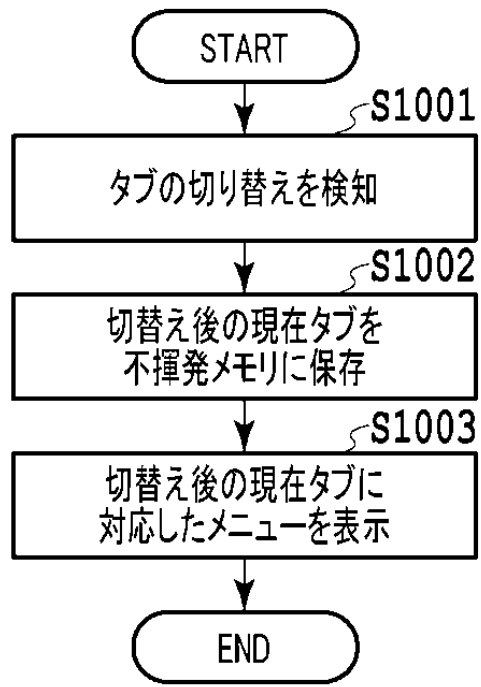 START
S1001
タブの切り替えを検知
S1002
切替え後の現在タブを
不揮発メモリに保存
S1003
切替え後の現在タブに
対応したメニューを表示
END